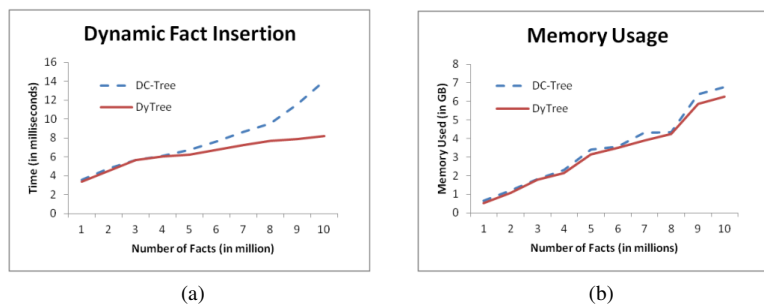 Dynamic Fact Insertion
16
14
12
10
8
6
4
2
0
Time (in milliseconds)
DC-Tree
DyTree
1 2 3 4 5 6 7 8 9 10
Number of Facts (in million)
(a)
Memory Usage
8
7
6
5
4
3
2
1
0
Memory Used (in GB)
DC-Tree
DyTree
1 2 3 4 5 6 7 8 9 10
Number of Facts (in millions)
(b)